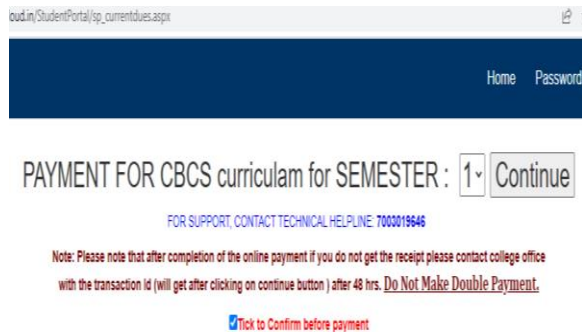 oud.in/StudentPortal/sp_currentdues.aspx
Home Password
PAYMENT FOR CBCS curriculam for SEMESTER : 1 Continue
FOR SUPPORT, CONTACT TECHNICAL HELPLINE: 7003019646
Note: Please note that after completion of the online payment if you do not get the receipt please contact college office
with the transaction Id (will get after clicking on continue button ) after 48 hrs. Do Not Make Double Payment.
Tick to Confirm before payment